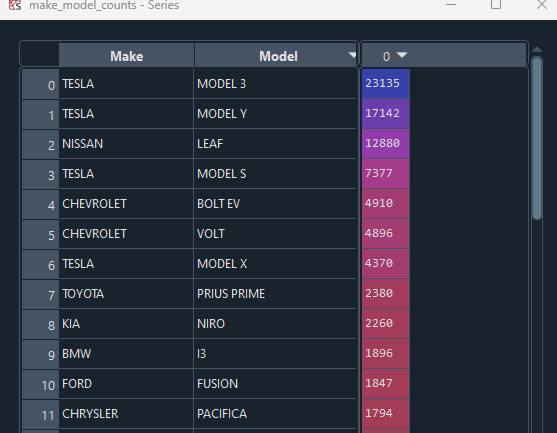 make_model_counts - Series
Make Model 0
0 TESLA MODEL 3 23135
1 TESLA MODEL Y 17142
2 NISSAN LEAF 12880
3 TESLA MODEL S 7377
4 CHEVROLET BOLT EV 4910
5 CHEVROLET VOLT 4896
6 TESLA MODEL X 4370
7 TOYOTA PRIUS PRIME 2380
8 KIA NIRO 2260
9 BMW I3 1896
10 FORD FUSION 1847
11 CHRYSLER PACIFICA 1794